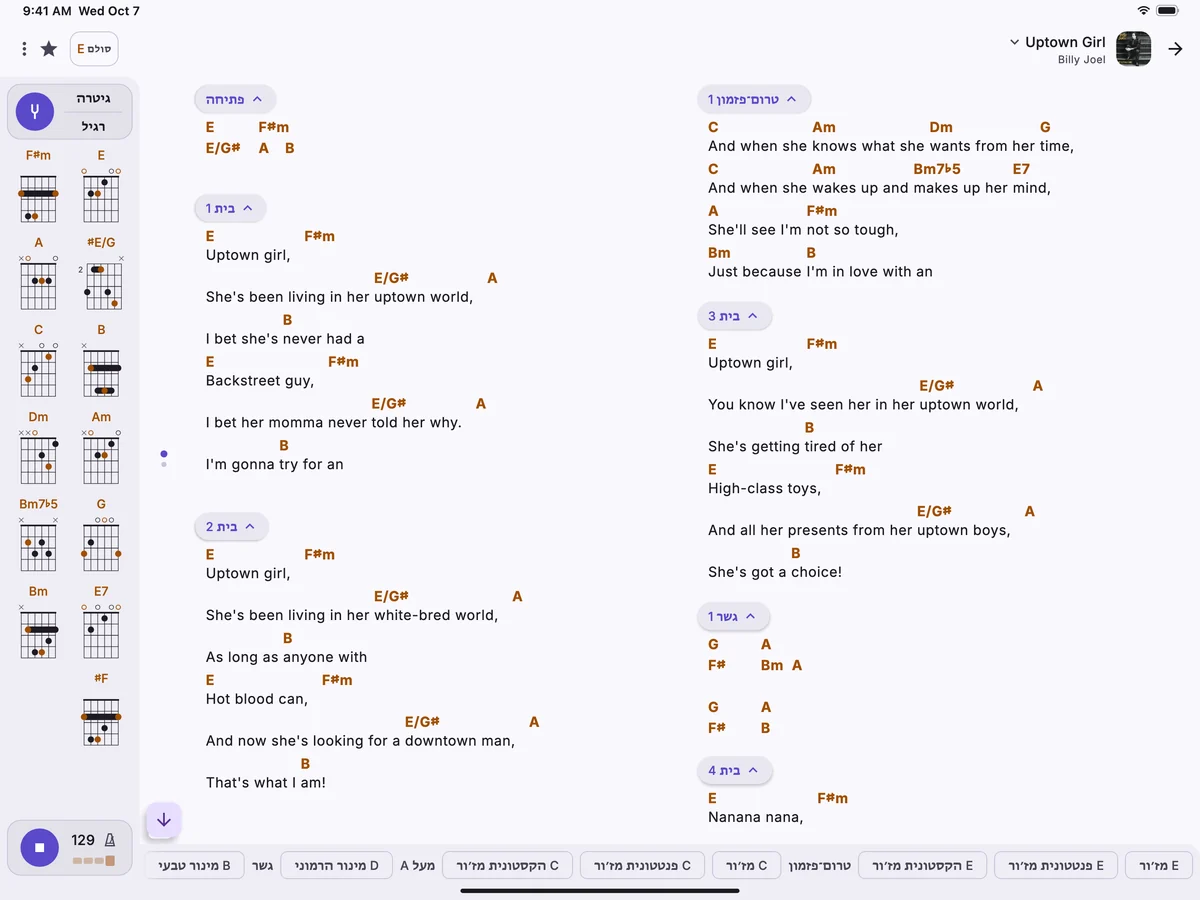 9:41 AM Wed Oct 7
סולם E
Uptown Girl
Billy Joel
גיטרה
רגיל
F#m E
A #E/G
2
C B
Dm Am
Bm7♭5 G
Bm E7
#F
129
פתיחה
E F#m
E/G# A B
בית 1
E F#m
Uptown girl,
E/G# A
She's been living in her uptown world,
B
I bet she's never had a
E F#m
Backstreet guy,
E/G# A
I bet her momma never told her why.
B
I'm gonna try for an
בית 2
E F#m
Uptown girl,
E/G# A
She's been living in her white-bred world,
B
As long as anyone with
E F#m
Hot blood can,
E/G# A
And now she's looking for a downtown man,
B
That's what I am!
טרום־פזמון 1
C Am Dm G
And when she knows what she wants from her time,
C Am Bm7♭5 E7
And when she wakes up and makes up her mind,
A F#m
She'll see I'm not so tough,
Bm B
Just because I'm in love with an
בית 3
E F#m
Uptown girl,
E/G# A
You know I've seen her in her uptown world,
B
She's getting tired of her
E F#m
High-class toys,
E/G# A
And all her presents from her uptown boys,
B
She's got a choice!
גשר 1
G A
F# Bm A
G A
F# B
בית 4
E F#m
Nanana nana,
E מז׳ור E פנטטונית מז׳ור E הקסטונית מז׳ור טרום־פזמון C מז׳ור C פנטטונית מז׳ור C הקסטונית מז׳ור מעל A D מינור הרמוני גשר B מינור טבעי